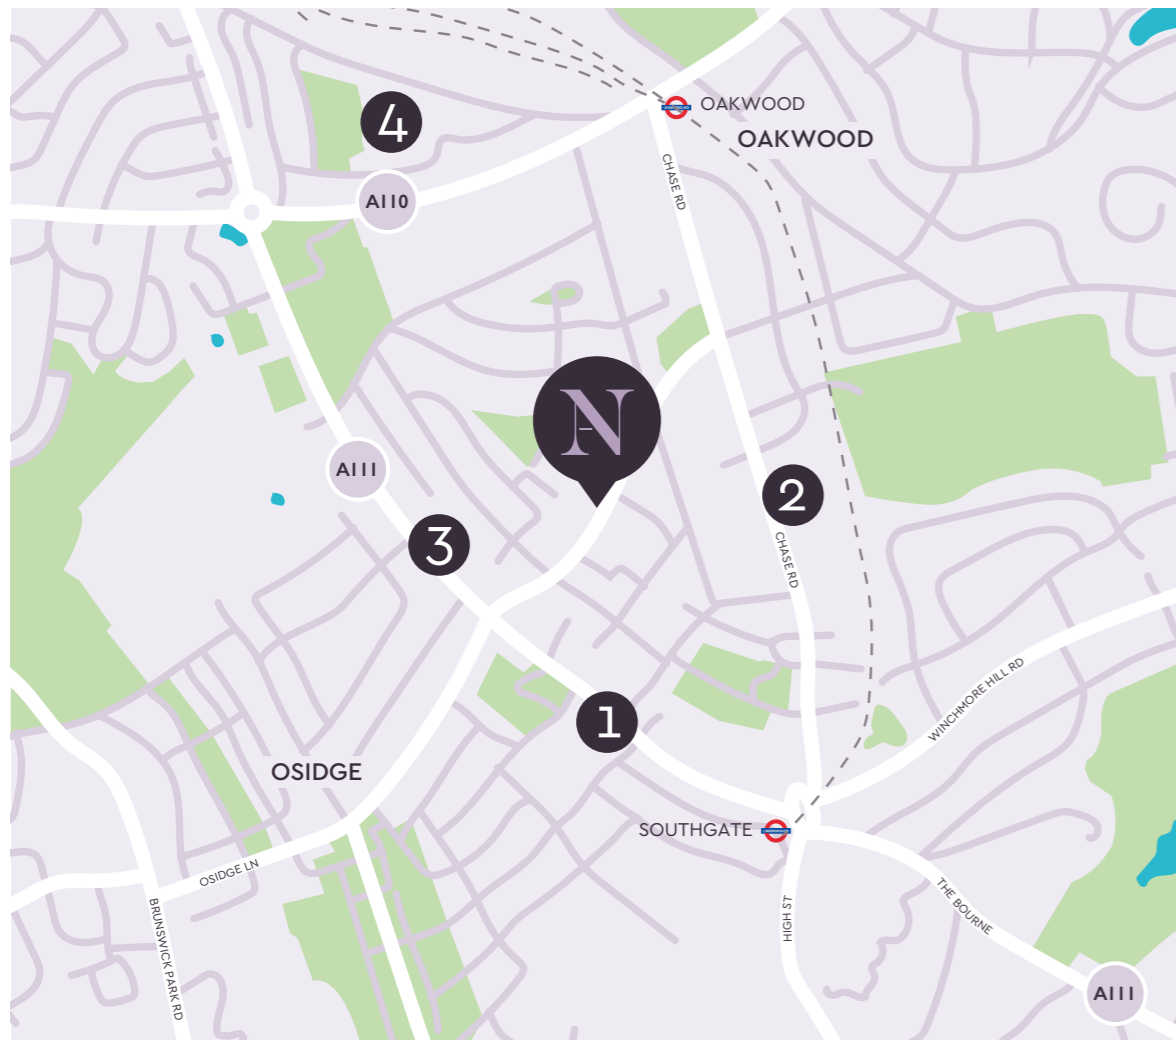 4
OAKWOOD
OAKWOOD
CHASE RD
A110
N
A111
2
3
CHASE RD
1
WINCHMORE HILL RD
OSIDGE
SOUTHGATE
OSIDGE LN
THE BOURNE
HIGH ST
BRUNSWICK PARK RD
A111